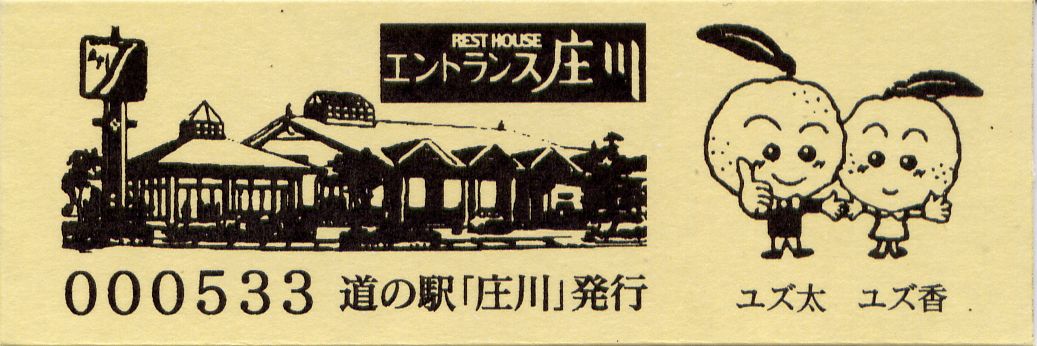 REST HOUSE
エントランス庄川
000533 道の駅「庄川」発行
ユズ太 ユズ香